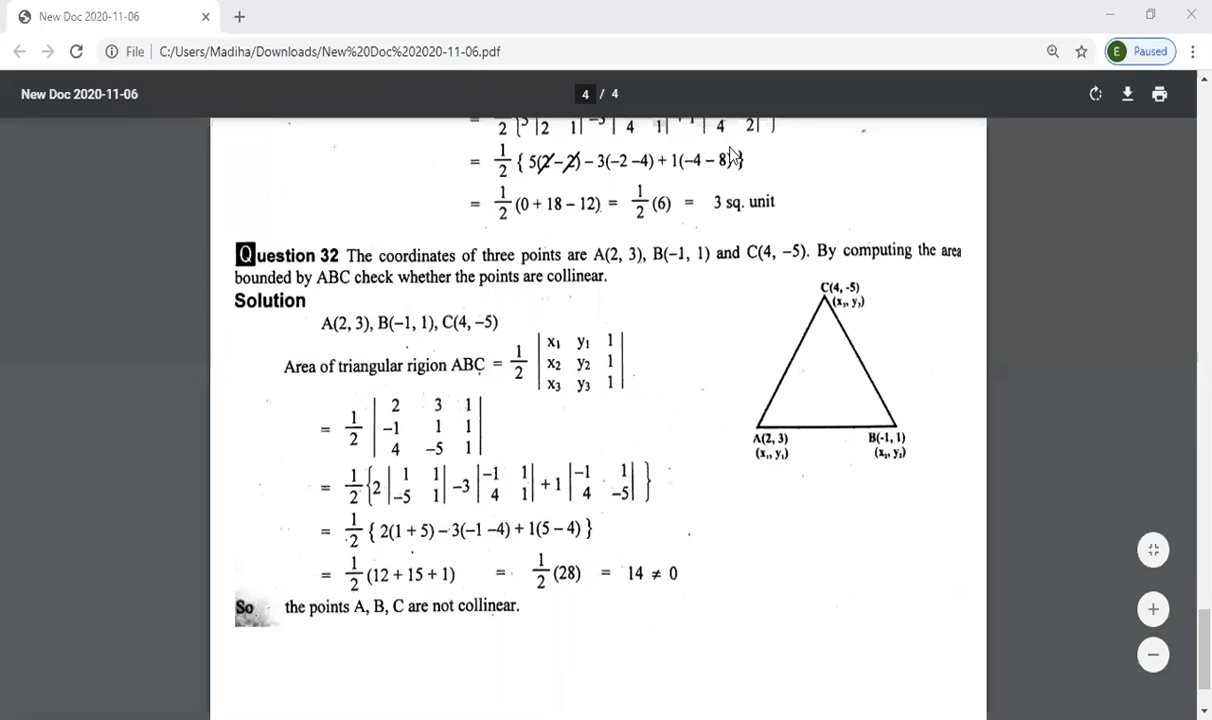 New Doc 2020-11-06
File C:/Users/Madiha/Downloads/New%20Doc%202020-11-06.pdf
E Paused
New Doc 2020-11-06
4 / 4
= 1/2 { 5(2 – 2) – 3(–2 –4) + 1(–4 – 8)}
= 1/2 (0 + 18 – 12) = 1/2 (6) = 3 sq. unit
Question 32 The coordinates of three points are A(2, 3), B(–1, 1) and C(4, –5). By computing the area
bounded by ABC check whether the points are collinear.
Solution
C(4, -5)
(x₃, y₃)
A(2, 3), B(–1, 1), C(4, –5)
Area of triangular rigion ABC = 1/2 | x₁ y₁ 1 |
| x₂ y₂ 1 |
| x₃ y₃ 1 |
= 1/2 | 2 3 1 |
| –1 1 1 |
| 4 –5 1 |
A(2, 3)
(x₁, y₁)
B(-1, 1)
(x₂, y₂)
= 1/2 {2 | 1 1 | –3 | –1 1 | + 1 | –1 1 | }
| –5 1 | | 4 1 | | 4 –5 |
= 1/2 { 2(1 + 5) – 3(–1 –4) + 1(5 – 4) }
= 1/2 (12 + 15 + 1) = 1/2 (28) = 14 ≠ 0
So the points A, B, C are not collinear.